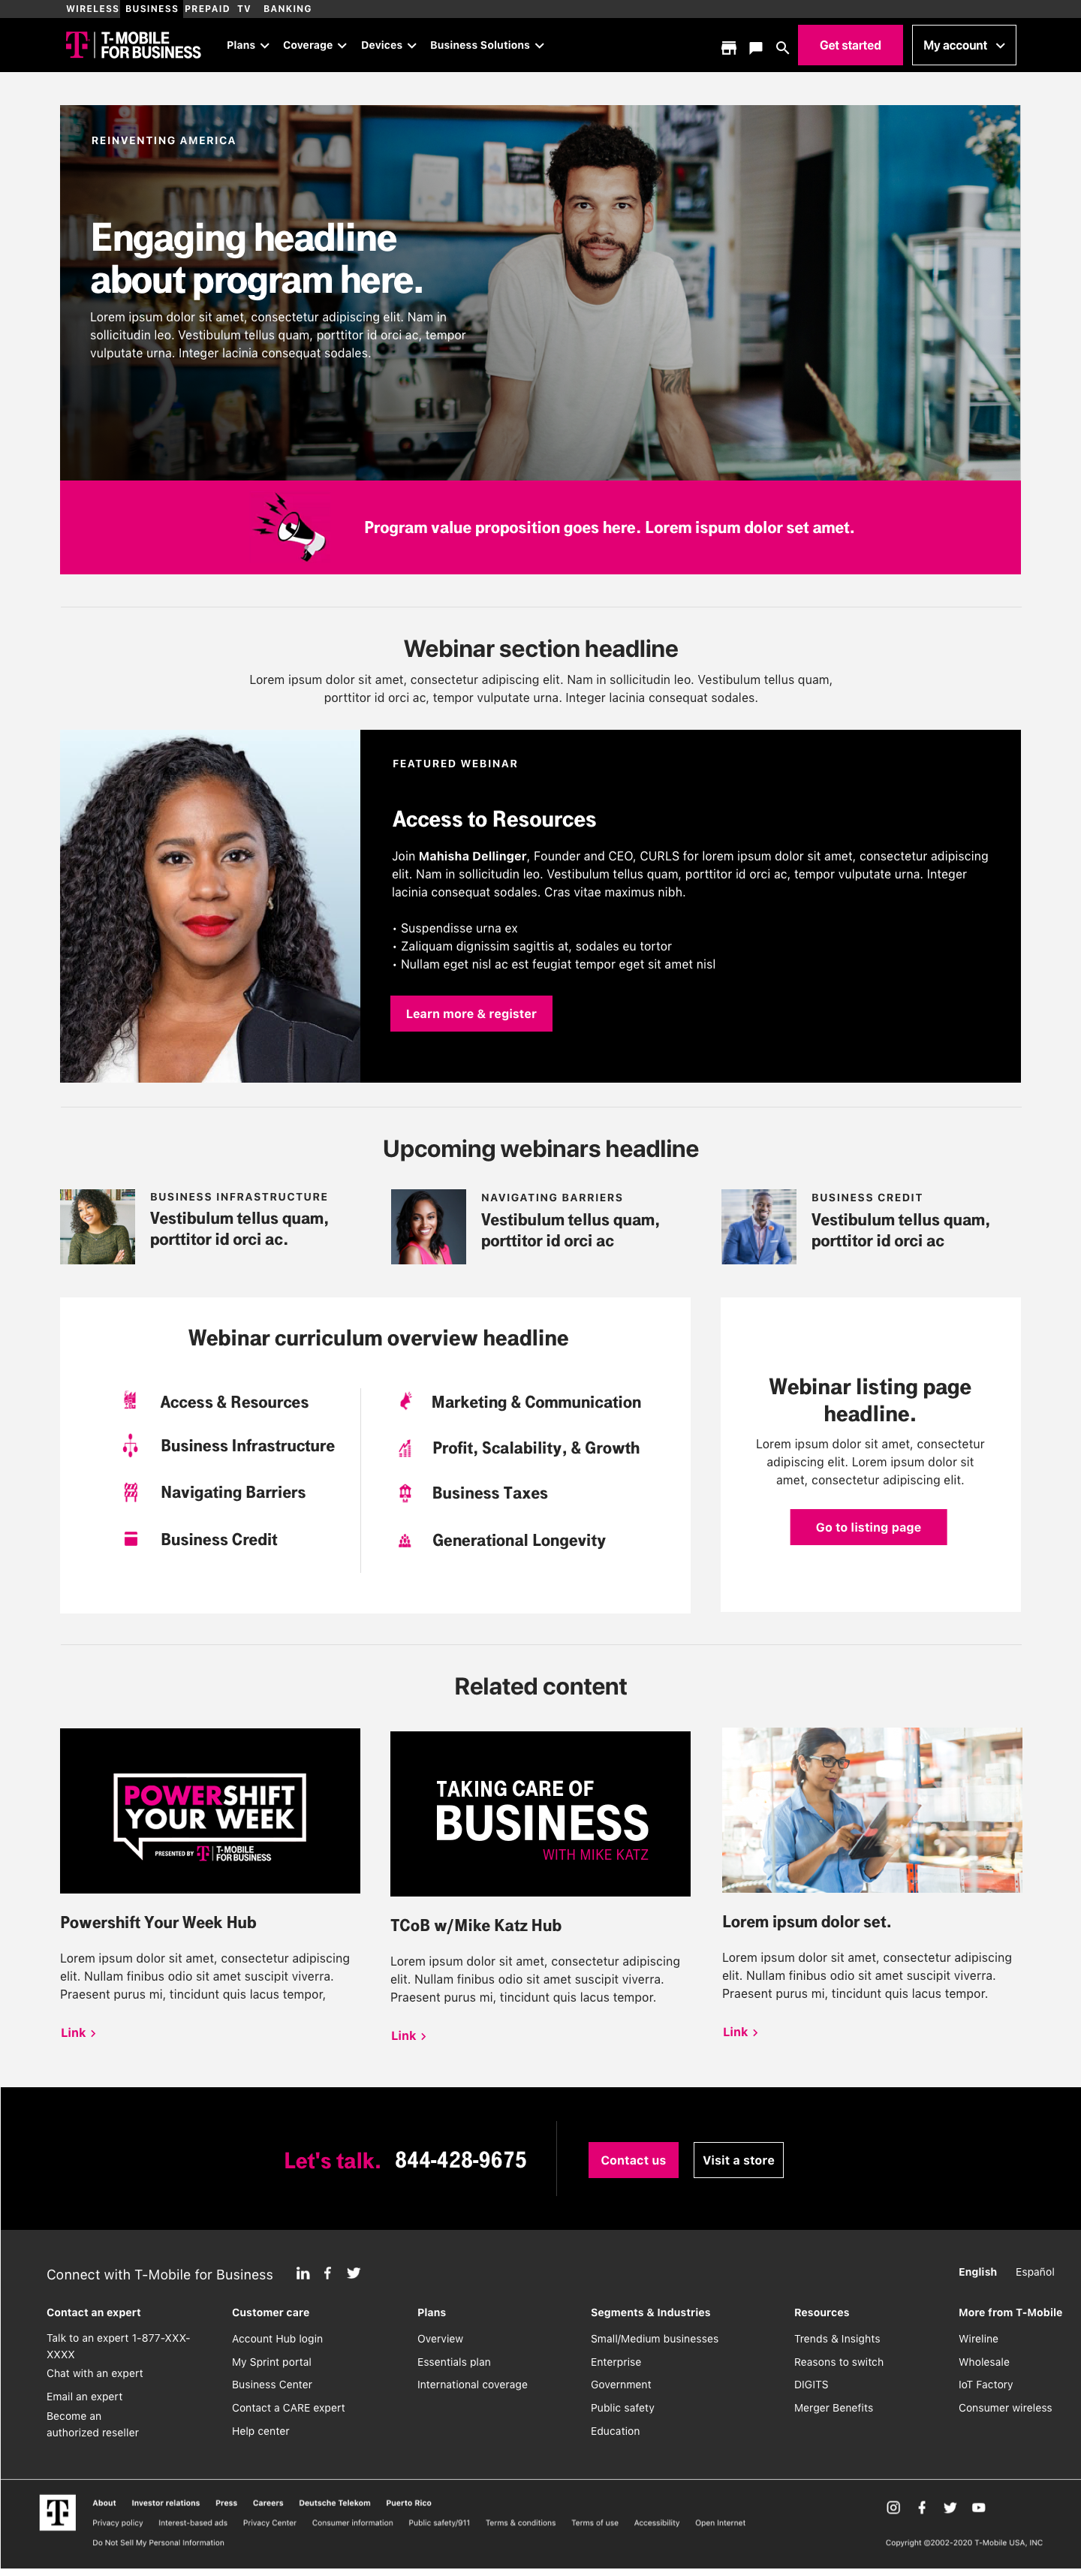 WIRELESS BUSINESS PREPAID TV BANKING
T-MOBILE
FOR BUSINESS
Plans Coverage Devices Business Solutions
Get started My account
REINVENTING AMERICA
Engaging headline
about program here.
Lorem ipsum dolor sit amet, consectetur adipiscing elit. Nam in
sollicitudin leo. Vestibulum tellus quam, porttitor id orci ac, tempor
vulputate urna. Integer lacinia consequat sodales.
Program value proposition goes here. Lorem ispum dolor set amet.
Webinar section headline
Lorem ipsum dolor sit amet, consectetur adipiscing elit. Nam in sollicitudin leo. Vestibulum tellus quam,
porttitor id orci ac, tempor vulputate urna. Integer lacinia consequat sodales.
FEATURED WEBINAR
Access to Resources
Join Mahisha Dellinger, Founder and CEO, CURLS for lorem ipsum dolor sit amet, consectetur adipiscing
elit. Nam in sollicitudin leo. Vestibulum tellus quam, porttitor id orci ac, tempor vulputate urna. Integer
lacinia consequat sodales. Cras vitae maximus nibh.
• Suspendisse urna ex
• Zaliquam dignissim sagittis at, sodales eu tortor
• Nullam eget nisl ac est feugiat tempor eget sit amet nisl
Learn more & register
Upcoming webinars headline
BUSINESS INFRASTRUCTURE
Vestibulum tellus quam,
porttitor id orci ac.
NAVIGATING BARRIERS
Vestibulum tellus quam,
porttitor id orci ac
BUSINESS CREDIT
Vestibulum tellus quam,
porttitor id orci ac
Webinar curriculum overview headline
Access & Resources
Business Infrastructure
Navigating Barriers
Business Credit
Marketing & Communication
Profit, Scalability, & Growth
Business Taxes
Generational Longevity
Webinar listing page
headline.
Lorem ipsum dolor sit amet, consectetur
adipiscing elit. Lorem ipsum dolor sit
amet, consectetur adipiscing elit.
Go to listing page
Related content
POWERSHIFT
YOUR WEEK
PRESENTED BY T-MOBILE
FOR BUSINESS
Powershift Your Week Hub
Lorem ipsum dolor sit amet, consectetur adipiscing
elit. Nullam finibus odio sit amet suscipit viverra.
Praesent purus mi, tincidunt quis lacus tempor,
Link >
TAKING CARE OF
BUSINESS
WITH MIKE KATZ
TCoB w/Mike Katz Hub
Lorem ipsum dolor sit amet, consectetur adipiscing
elit. Nullam finibus odio sit amet suscipit viverra.
Praesent purus mi, tincidunt quis lacus tempor.
Link >
Lorem ipsum dolor set.
Lorem ipsum dolor sit amet, consectetur adipiscing
elit. Nullam finibus odio sit amet suscipit viverra.
Praesent purus mi, tincidunt quis lacus tempor.
Link >
Let's talk. 844-428-9675
Contact us Visit a store
Connect with T-Mobile for Business
English Español
Contact an expert
Talk to an expert 1-877-XXX-
XXXX
Chat with an expert
Email an expert
Become an
authorized reseller
Customer care
Account Hub login
My Sprint portal
Business Center
Contact a CARE expert
Help center
Plans
Overview
Essentials plan
International coverage
Segments & Industries
Small/Medium businesses
Enterprise
Government
Public safety
Education
Resources
Trends & Insights
Reasons to switch
DIGITS
Merger Benefits
More from T-Mobile
Wireline
Wholesale
IoT Factory
Consumer wireless
About Investor relations Press Careers Deutsche Telekom Puerto Rico
Privacy policy Interest-based ads Privacy Center Consumer information Public safety/911 Terms & conditions Terms of use Accessibility Open Internet
Do Not Sell My Personal Information
Copyright ©2002-2020 T-Mobile USA, INC